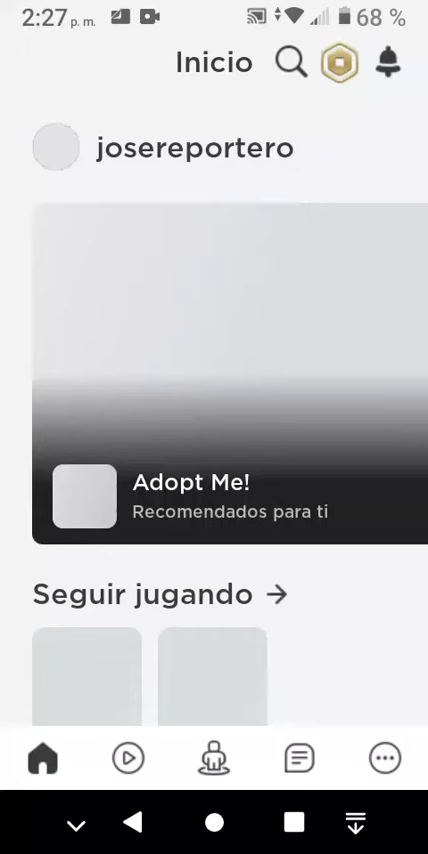 2:27 p. m.
68 %
Inicio
josereportero
Adopt Me!
Recomendados para ti
Seguir jugando →